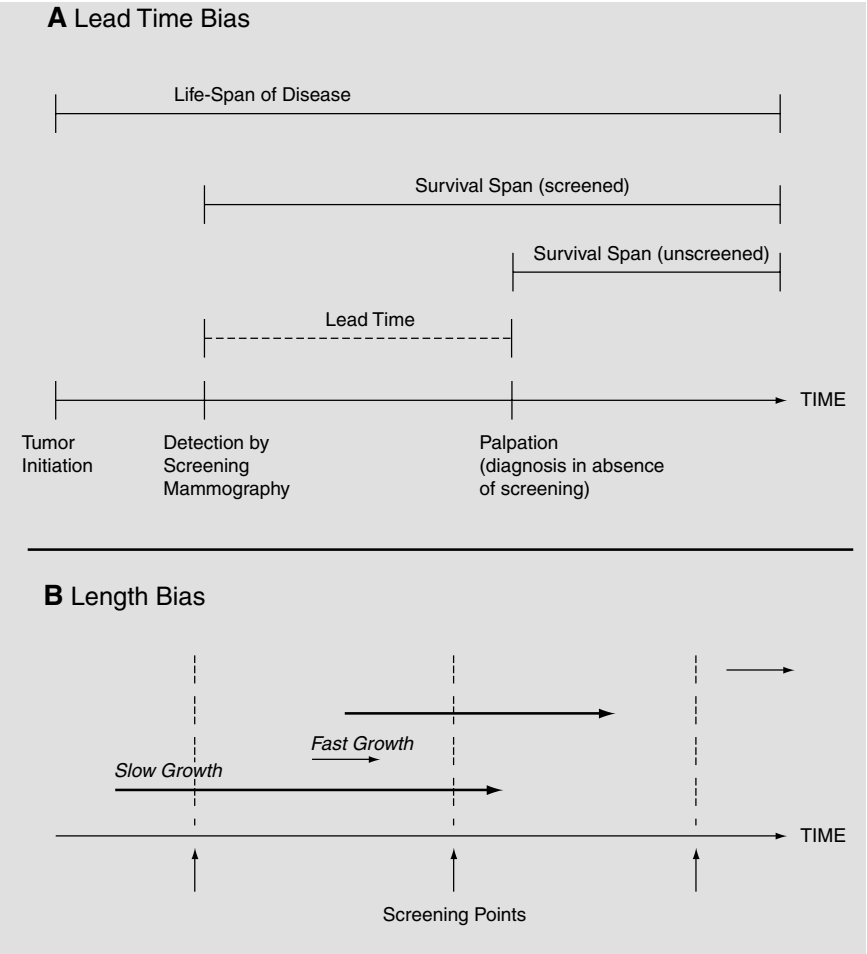 A Lead Time Bias
Life-Span of Disease
Survival Span (screened)
Survival Span (unscreened)
Lead Time
TIME
Tumor
Initiation
Detection by
Screening
Mammography
Palpation
(diagnosis in absence
of screening)
B Length Bias
Fast Growth
Slow Growth
TIME
Screening Points